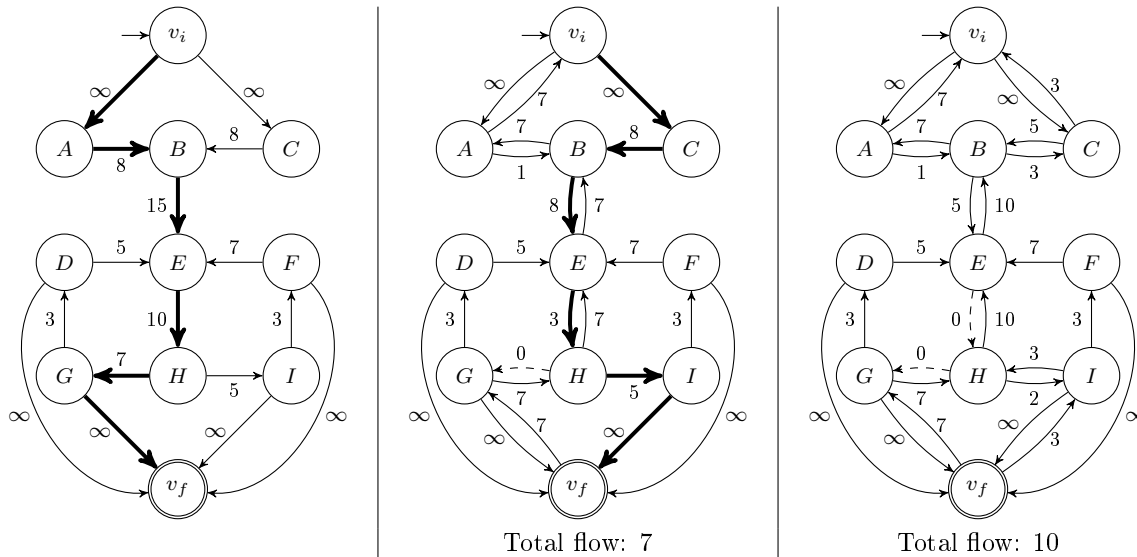 v_i v_i v_i
∞ ∞ ∞ 7 ∞ ∞ 7 ∞ 3
A 8 B 8 C A 7 1 B 8 C A 7 1 B 5 3 C
15 8 7 5 10
D 5 E 7 F D 5 E 7 F D 5 E 7 F
3 10 3 3 3 7 3 3 0 10 3
G 7 H 5 I G 0 7 H 5 I G 0 7 H 3 2 I
∞ ∞ ∞ ∞ ∞ ∞ 7 ∞ ∞ ∞ ∞ 7 ∞ 3 ∞
v_f v_f v_f
Total flow: 7 Total flow: 10